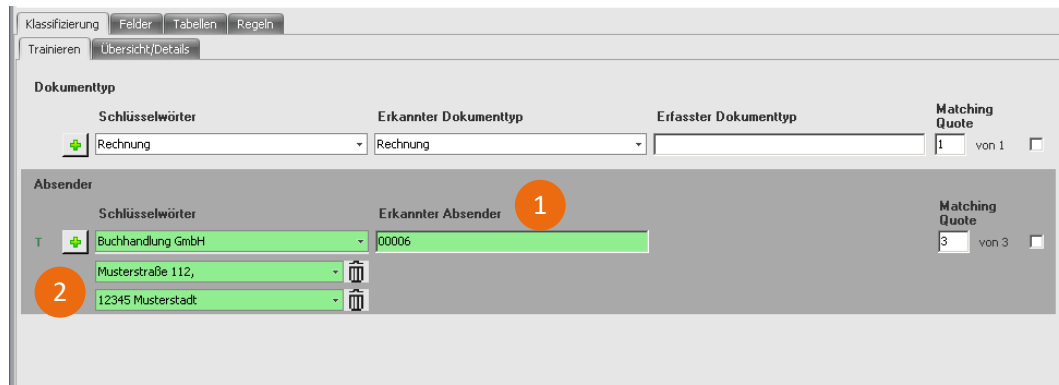 Klassifizierung Felder Tabellen Regeln
Trainieren Übersicht/Details
Dokumenttyp
Schlüsselwörter Erkannter Dokumenttyp Erfasster Dokumenttyp Matching Quote
Rechnung Rechnung 1 von 1
Absender
Schlüsselwörter Erkannter Absender 1 Matching Quote
T Buchhandlung GmbH 00006 3 von 3
Musterstraße 112,
2
12345 Musterstadt